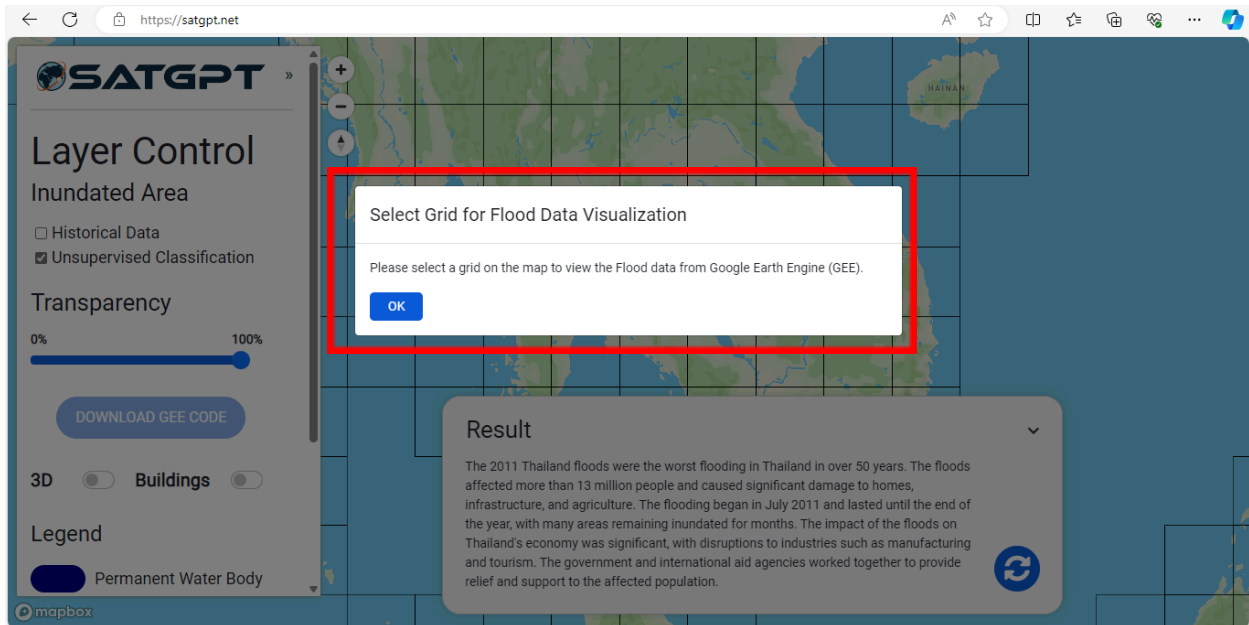 https://satgpt.net
SATGPT »
Layer Control
Inundated Area
Historical Data
Unsupervised Classification
Transparency
0% 100%
DOWNLOAD GEE CODE
3D Buildings
Legend
Permanent Water Body
mapbox
HAINAN
Select Grid for Flood Data Visualization
Please select a grid on the map to view the Flood data from Google Earth Engine (GEE).
OK
Result
The 2011 Thailand floods were the worst flooding in Thailand in over 50 years. The floods
affected more than 13 million people and caused significant damage to homes,
infrastructure, and agriculture. The flooding began in July 2011 and lasted until the end of
the year, with many areas remaining inundated for months. The impact of the floods on
Thailand's economy was significant, with disruptions to industries such as manufacturing
and tourism. The government and international aid agencies worked together to provide
relief and support to the affected population.